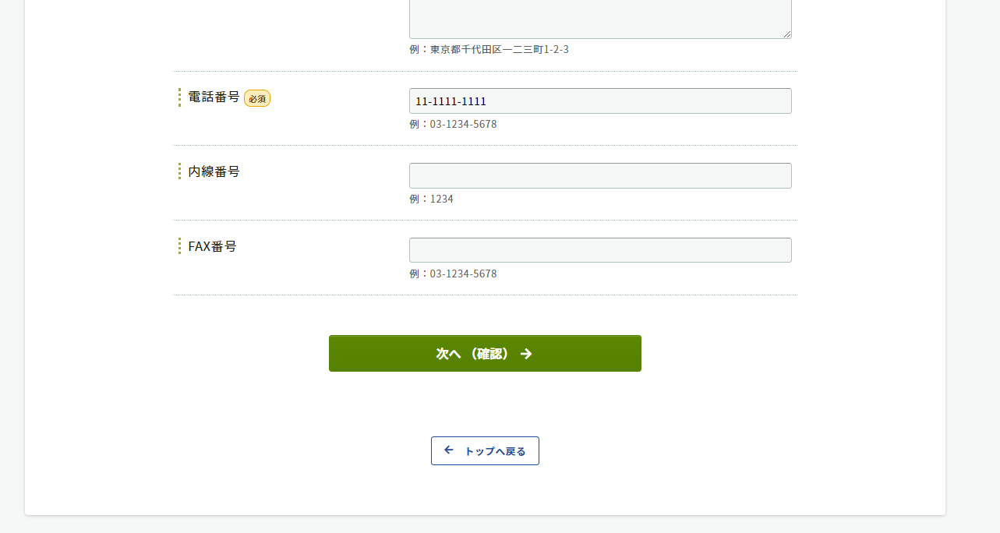 例：東京都千代田区一二三町1-2-3
電話番号 必須
11-1111-1111
例：03-1234-5678
内線番号
例：1234
FAX番号
例：03-1234-5678
次へ （確認） →
← トップへ戻る